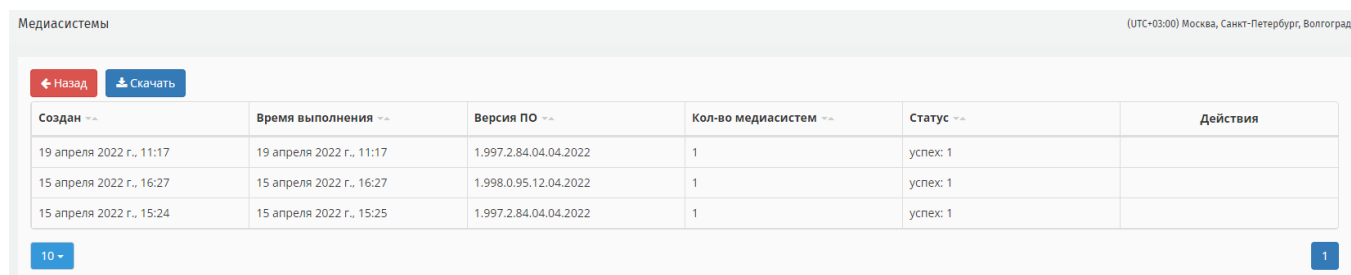 Медиасистемы (UTC+03:00) Москва, Санкт-Петербург, Волгоград
Назад Скачать
Создан Время выполнения Версия ПО Кол-во медиасистем Статус Действия
19 апреля 2022 г., 11:17 19 апреля 2022 г., 11:17 1.997.2.84.04.04.2022 1 успех: 1
15 апреля 2022 г., 16:27 15 апреля 2022 г., 16:27 1.998.0.95.12.04.2022 1 успех: 1
15 апреля 2022 г., 15:24 15 апреля 2022 г., 15:25 1.997.2.84.04.04.2022 1 успех: 1
10 1